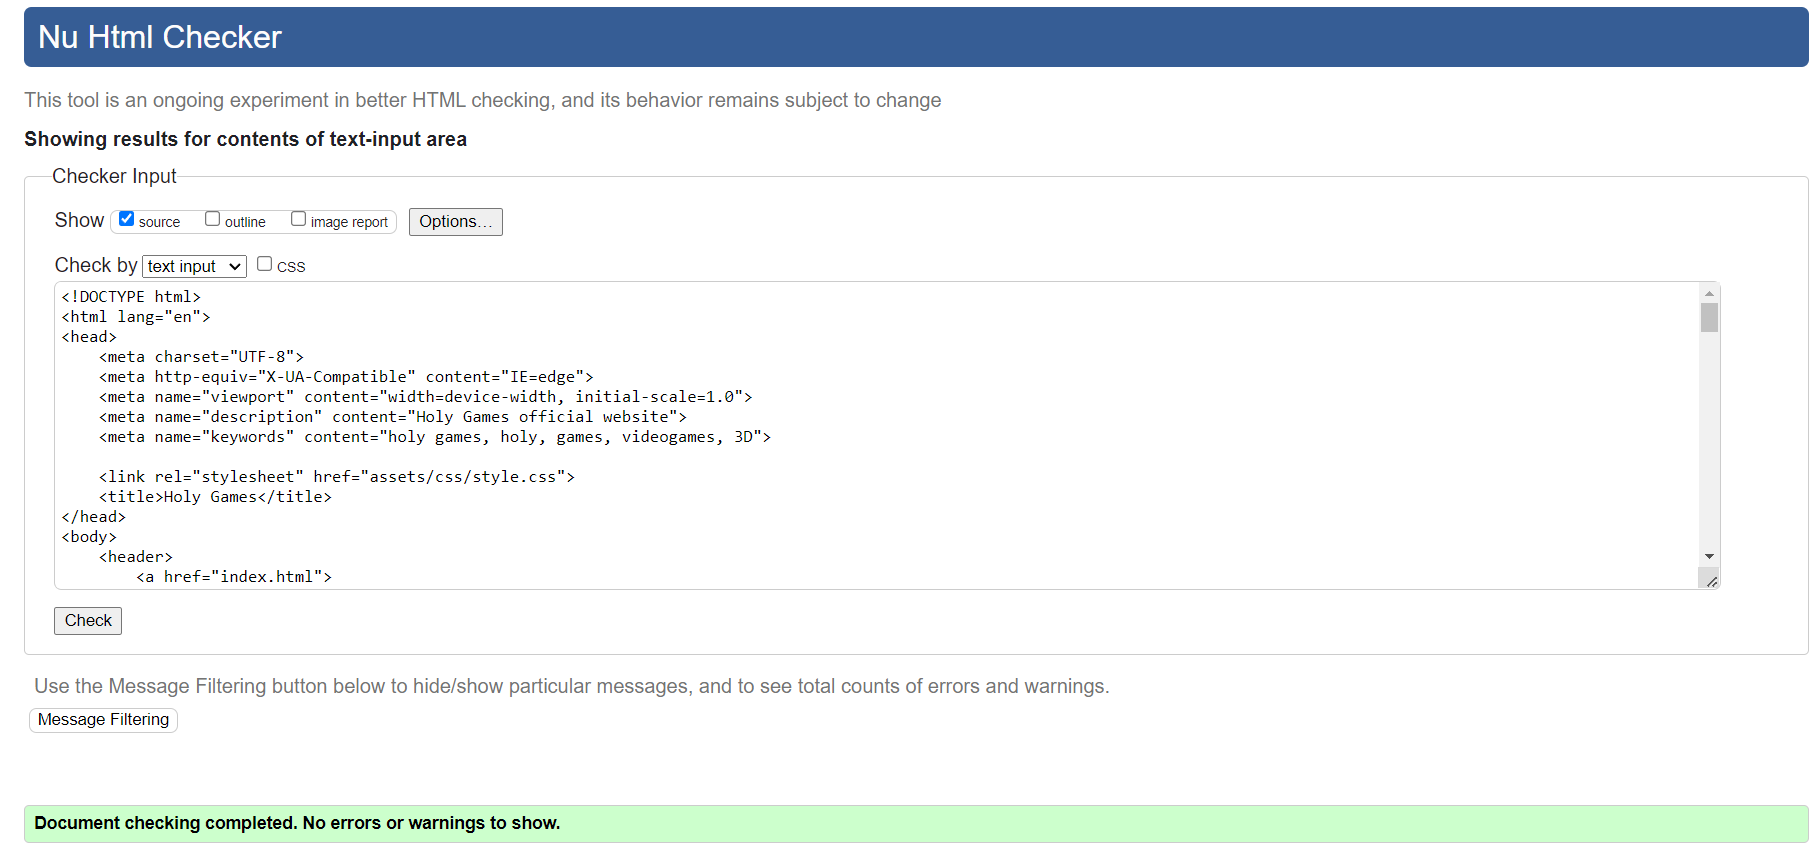 Nu Html Checker
This tool is an ongoing experiment in better HTML checking, and its behavior remains subject to change
Showing results for contents of text-input area
Checker Input
Show source outline image report Options...
Check by text input CSS
<!DOCTYPE html>
<html lang="en">
<head>
    <meta charset="UTF-8">
    <meta http-equiv="X-UA-Compatible" content="IE=edge">
    <meta name="viewport" content="width=device-width, initial-scale=1.0">
    <meta name="description" content="Holy Games official website">
    <meta name="keywords" content="holy games, holy, games, videogames, 3D">
    <link rel="stylesheet" href="assets/css/style.css">
    <title>Holy Games</title>
</head>
<body>
    <header>
        <a href="index.html">
Check
Use the Message Filtering button below to hide/show particular messages, and to see total counts of errors and warnings.
Message Filtering
Document checking completed. No errors or warnings to show.